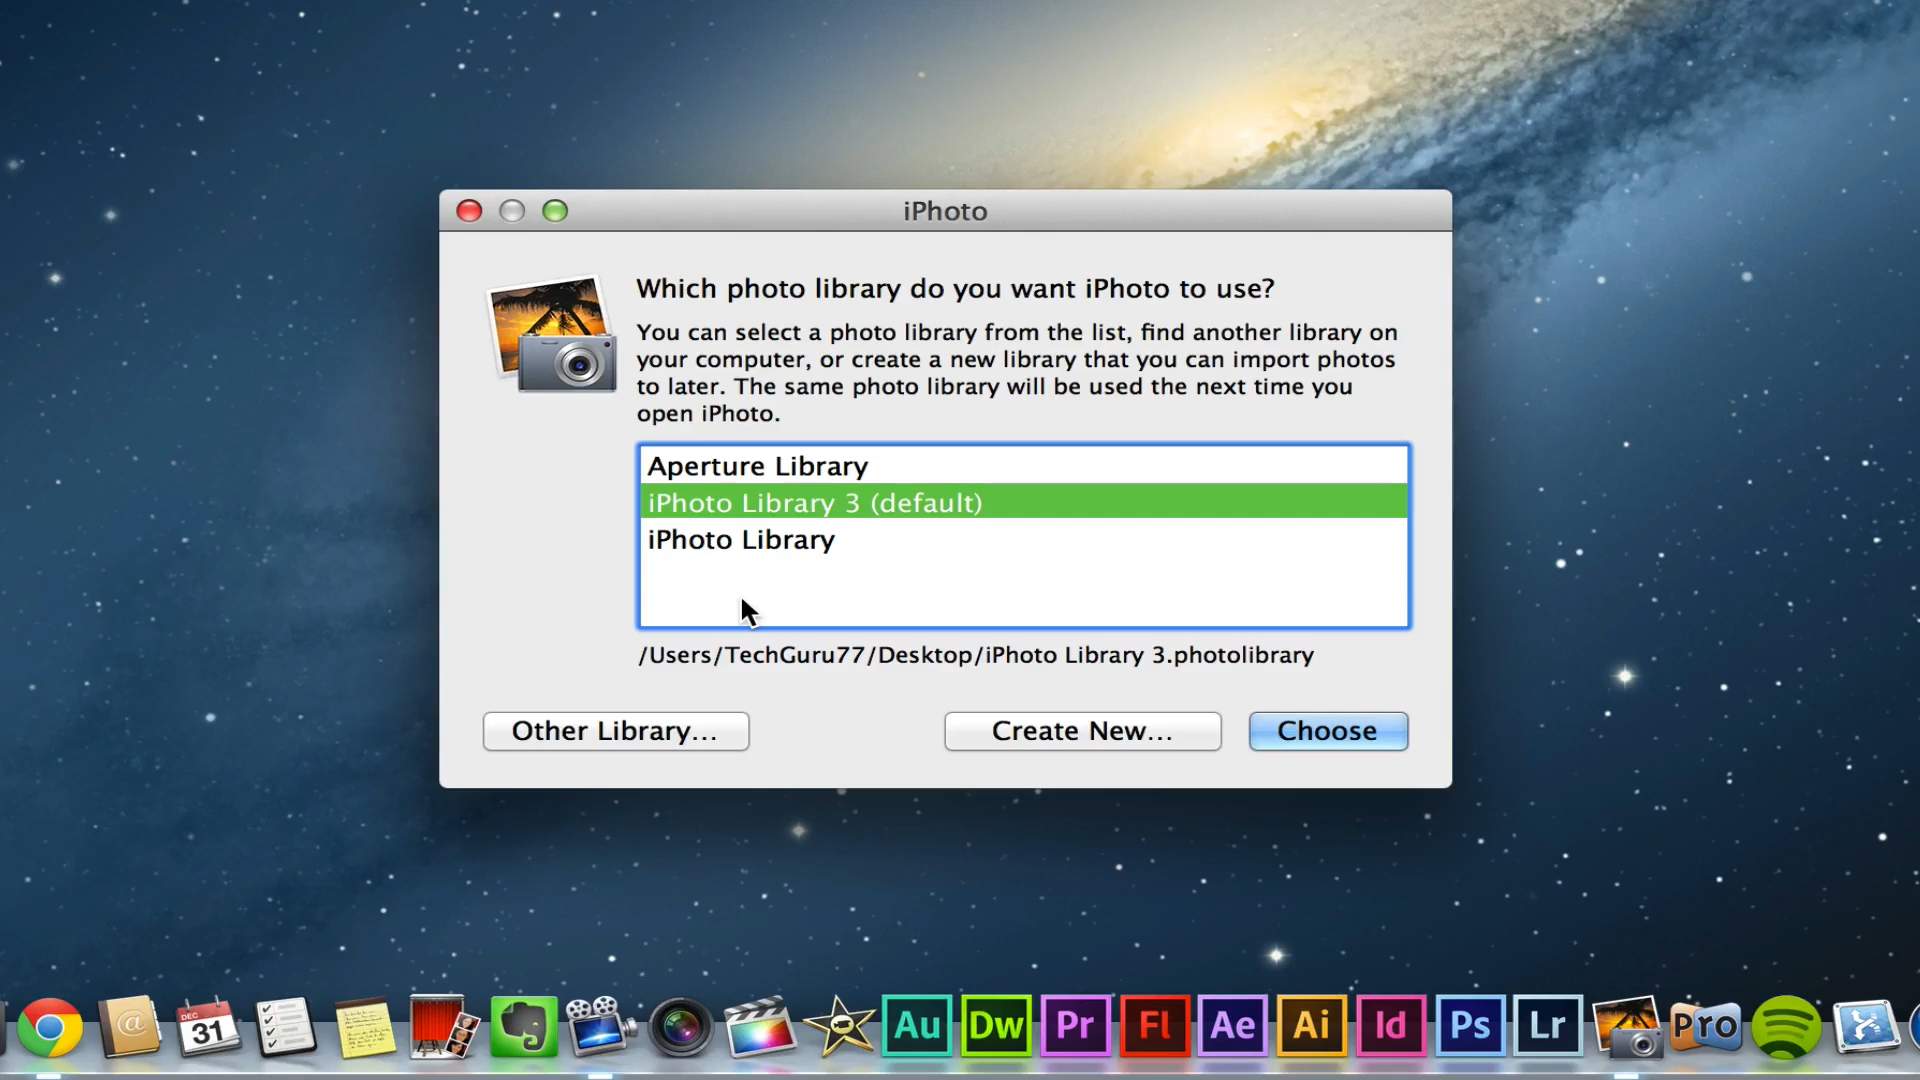 iPhoto
Which photo library do you want iPhoto to use?
You can select a photo library from the list, find another library on
your computer, or create a new library that you can import photos
to later. The same photo library will be used the next time you
open iPhoto.
Aperture Library
iPhoto Library 3 (default)
iPhoto Library
/Users/TechGuru77/Desktop/iPhoto Library 3.photolibrary
Other Library...
Create New...
Choose
@
DEC
31
Au
Dw
Pr
Fl
Ae
Ai
Id
Ps
Lr
Pro